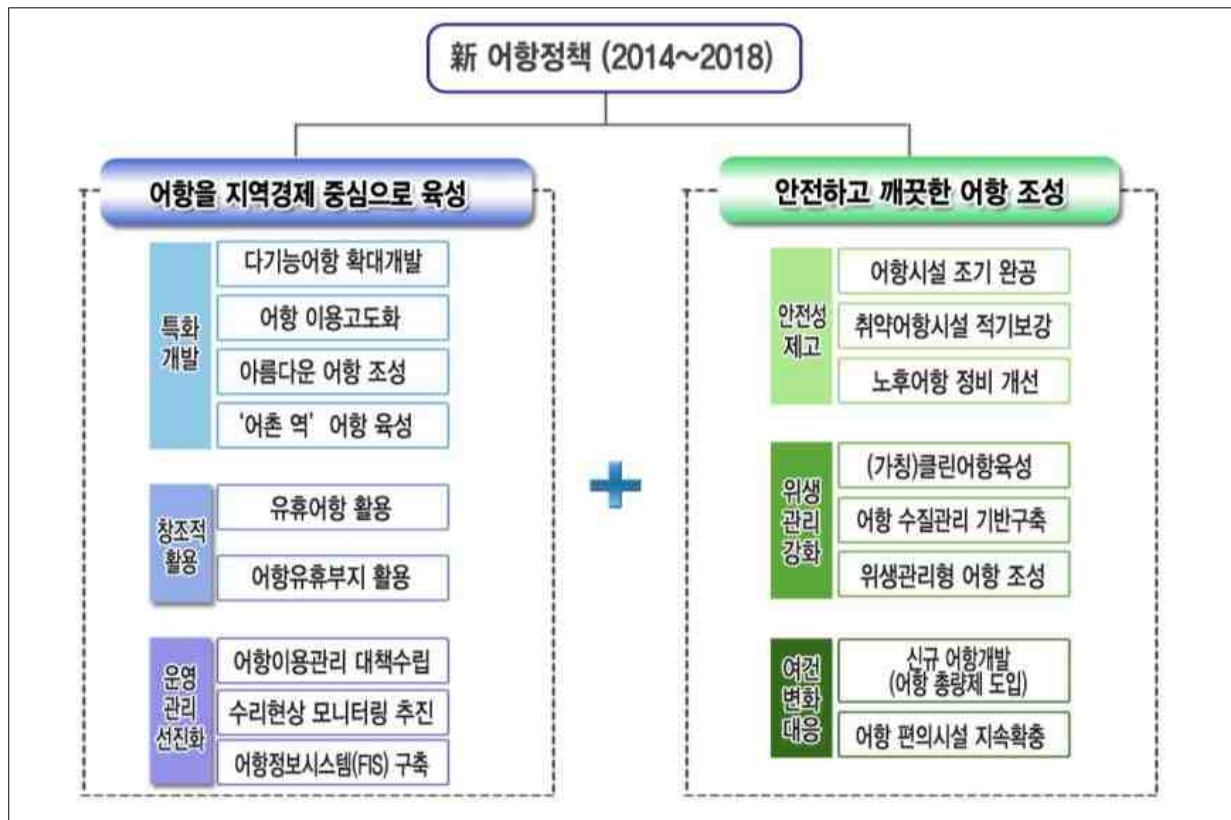 新 어항정책 (2014~2018)
어항을 지역경제 중심으로 육성
특화
개발
다기능어항 확대개발
어항 이용고도화
아름다운 어항 조성
'어촌 역' 어항 육성
창조적
활용
유휴어항 활용
어항유휴부지 활용
운영
관리
선진화
어항이용관리 대책수립
수리현상 모니터링 추진
어항정보시스템(FIS) 구축
안전하고 깨끗한 어항 조성
안전성
제고
어항시설 조기 완공
취약어항시설 적기보강
노후어항 정비 개선
위생
관리
강화
(가칭)클린어항육성
어항 수질관리 기반구축
위생관리형 어항 조성
여건
변화
대응
신규 어항개발
(어항 총량제 도입)
어항 편의시설 지속확충